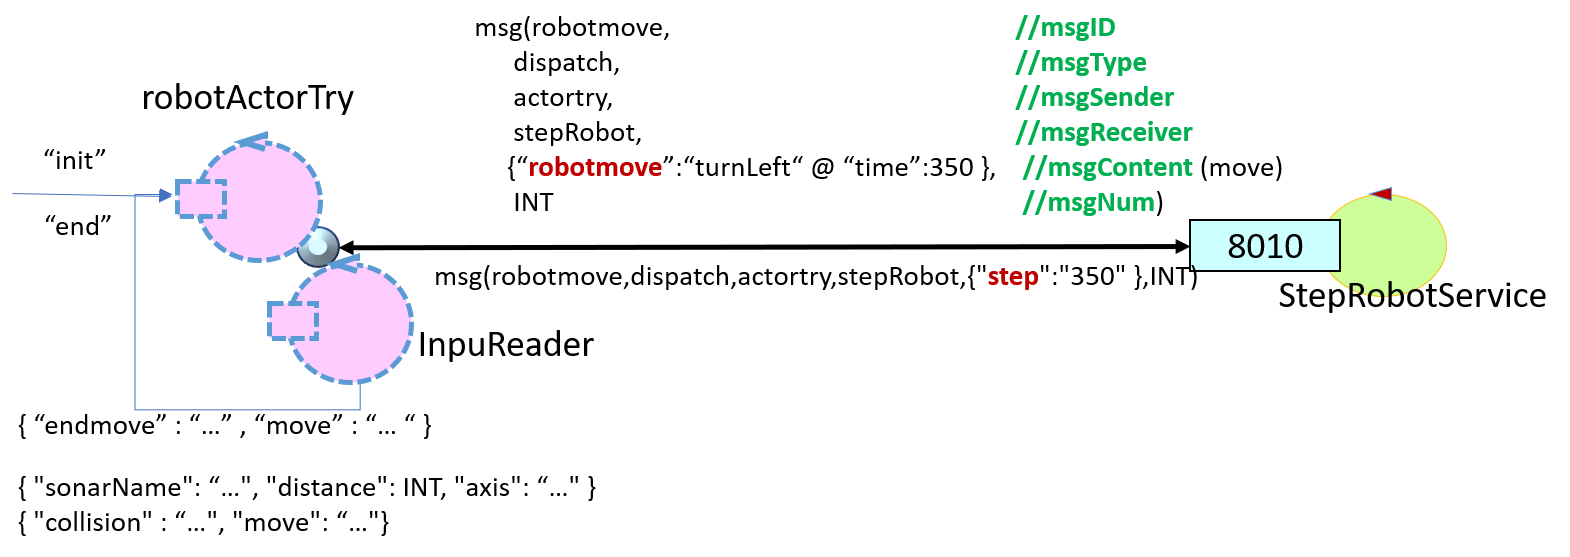 msg(robotmove, //msgID
dispatch, //msgType
robotActorTry
actortry, //msgSender
stepRobot, //msgReceiver
“init”
{“robotmove”:“turnLeft“ @ “time”:350 }, //msgContent (move)
INT //msgNum)
“end”
8010
msg(robotmove,dispatch,actortry,stepRobot,{"step":"350" },INT)
StepRobotService
InpuReader
{ “endmove” : “...” , “move” : “... “ }
{ "sonarName": “...", "distance": INT, "axis": “..." }
{ "collision" : “...", "move": “..."}